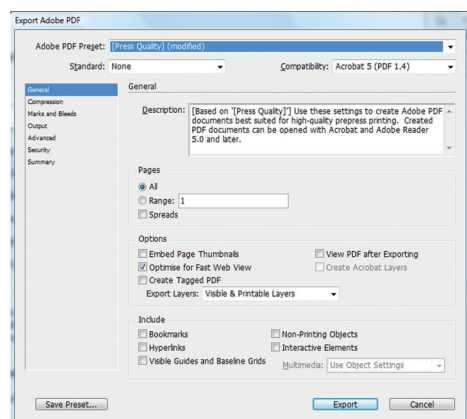 Export Adobe PDF
Adobe PDF Preset: [Press Quality] (modified)
Standard: None Compatibility: Acrobat 5 (PDF 1.4)
General
Compression
Marks and Bleeds
Output
Advanced
Security
Summary
General
Description: [Based on '[Press Quality]'] Use these settings to create Adobe PDF
documents best suited for high-quality prepress printing. Created
PDF documents can be opened with Acrobat and Adobe Reader
5.0 and later.
Pages
All
Range: 1
Spreads
Options
Embed Page Thumbnails View PDF after Exporting
Optimise for Fast Web View Create Acrobat Layers
Create Tagged PDF
Export Layers: Visible & Printable Layers
Include
Bookmarks Non-Printing Objects
Hyperlinks Interactive Elements
Visible Guides and Baseline Grids Multimedia: Use Object Settings
Save Preset... Export Cancel